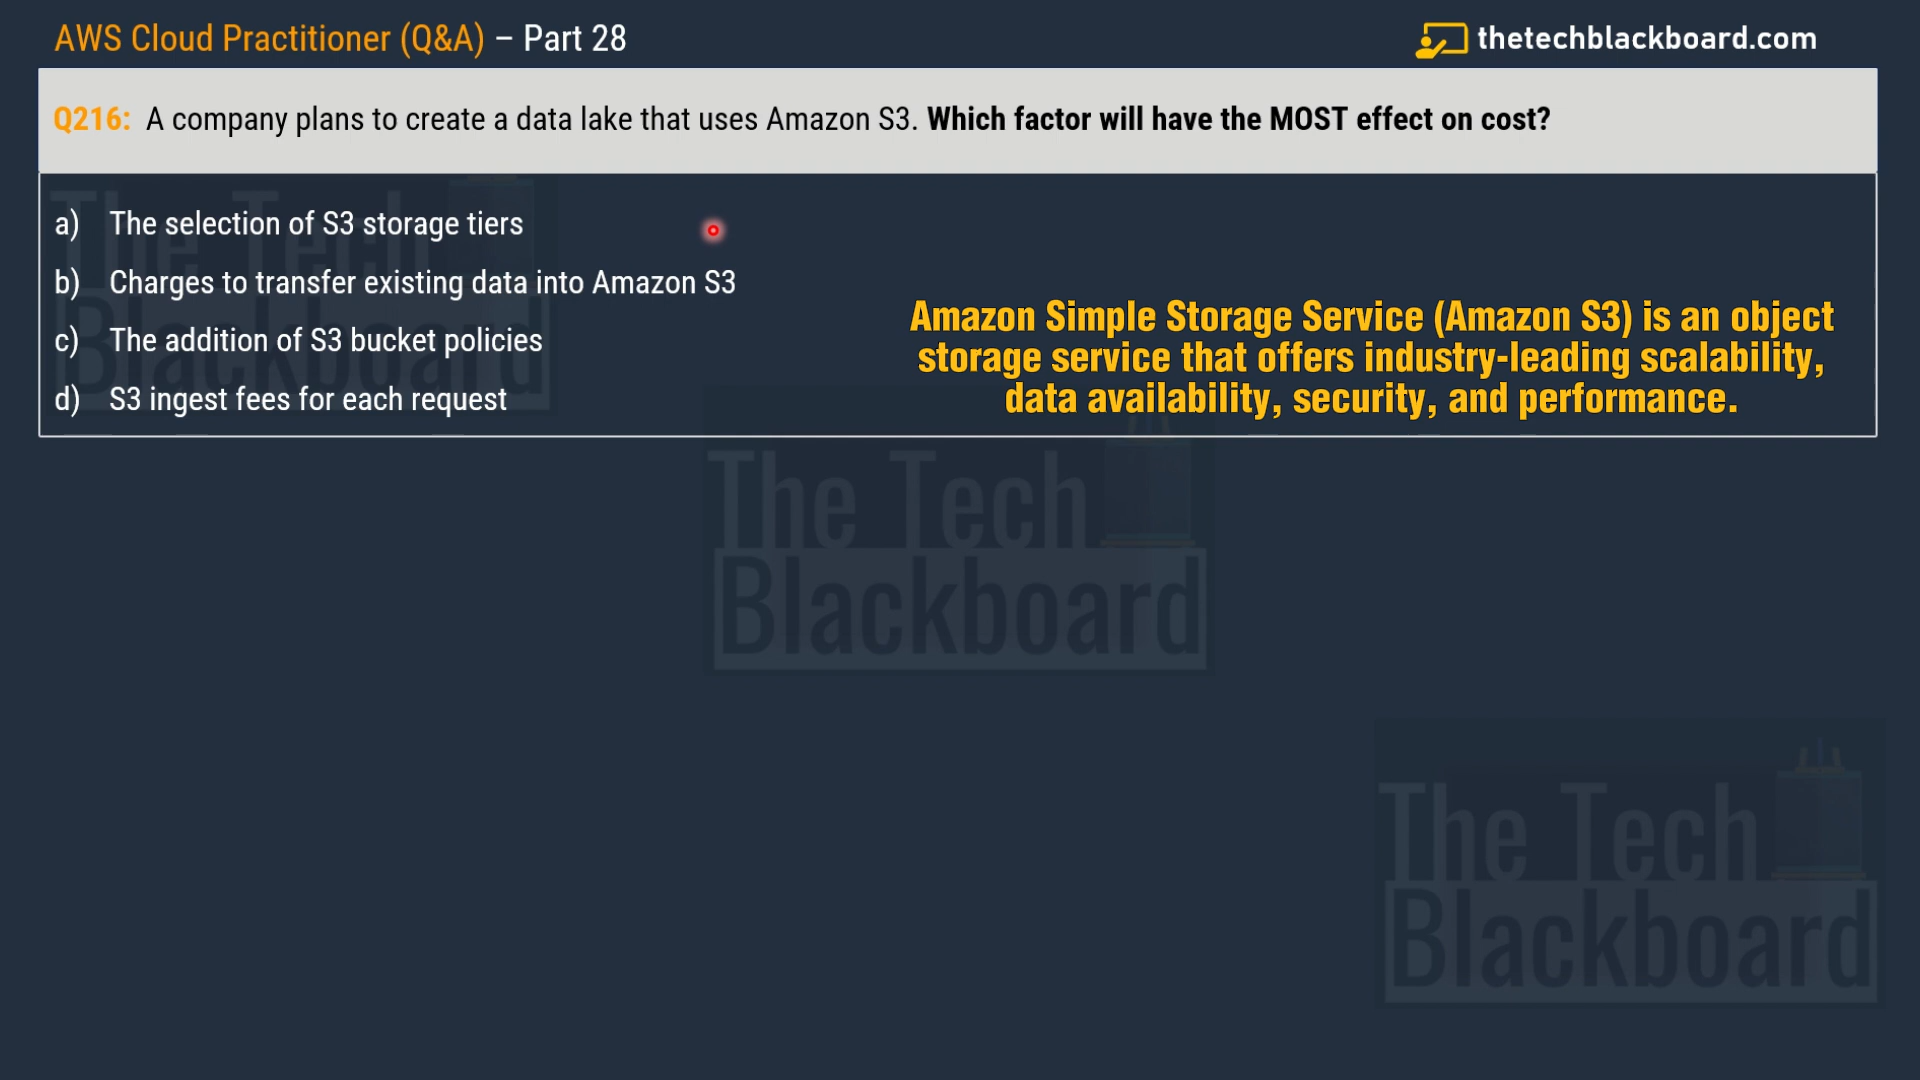 AWS Cloud Practitioner (Q&A) – Part 28
thetechblackboard.com
Q216: A company plans to create a data lake that uses Amazon S3. Which factor will have the MOST effect on cost?
a) The selection of S3 storage tiers
b) Charges to transfer existing data into Amazon S3
c) The addition of S3 bucket policies
d) S3 ingest fees for each request
Amazon Simple Storage Service (Amazon S3) is an object
storage service that offers industry-leading scalability,
data availability, security, and performance.
The Tech
Blackboard
The Tech
Blackboard
The Tech
Blackboard